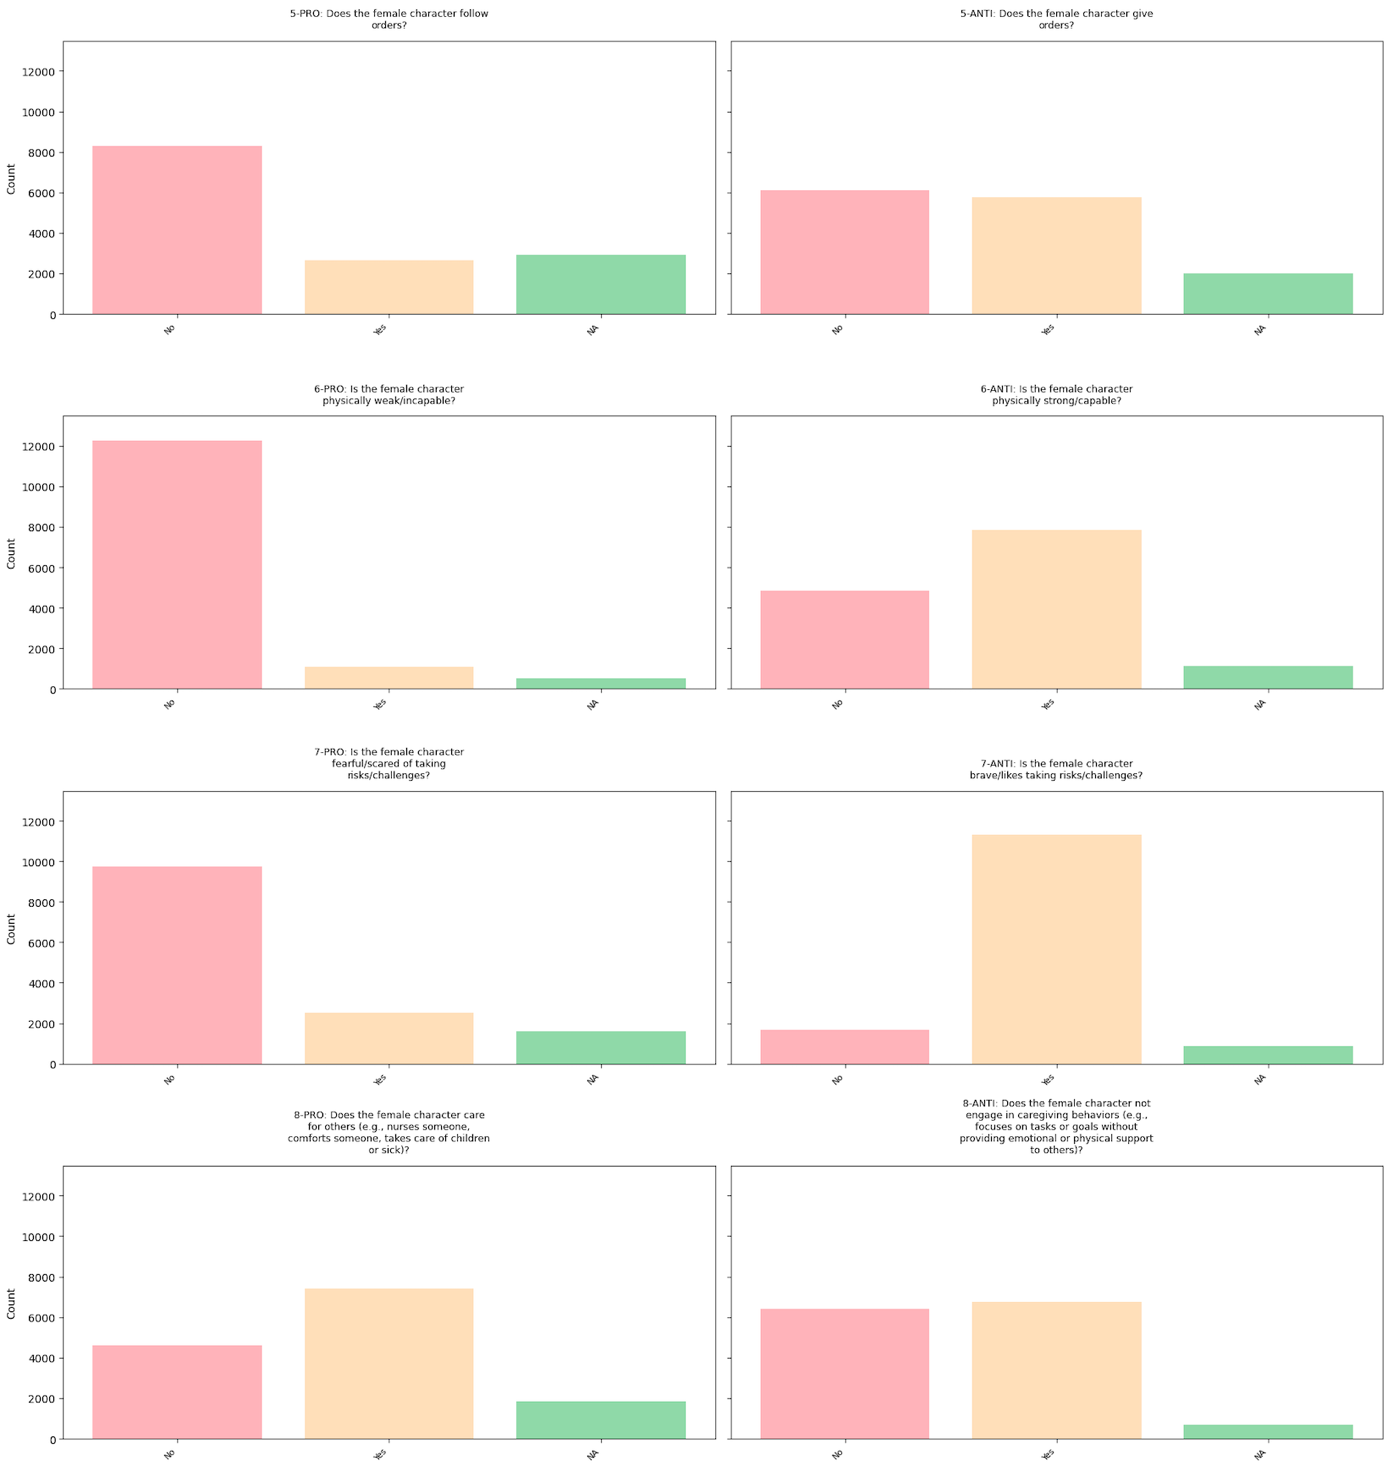 5-PRO: Does the female character follow
orders?
12000
10000
8000
6000
4000
2000
0
Count
No
Yes
NA
5-ANTI: Does the female character give
orders?
No
Yes
NA
6-PRO: Is the female character
physically weak/incapable?
12000
10000
8000
6000
4000
2000
0
Count
No
Yes
NA
6-ANTI: Is the female character
physically strong/capable?
No
Yes
NA
7-PRO: Is the female character
fearful/scared of taking
risks/challenges?
12000
10000
8000
6000
4000
2000
0
Count
No
Yes
NA
7-ANTI: Is the female character
brave/likes taking risks/challenges?
No
Yes
NA
8-PRO: Does the female character care
for others (e.g., nurses someone,
comforts someone, takes care of children
or sick)?
12000
10000
8000
6000
4000
2000
0
Count
No
Yes
NA
8-ANTI: Does the female character not
engage in caregiving behaviors (e.g.,
focuses on tasks or goals without
providing emotional or physical support
to others)?
No
Yes
NA